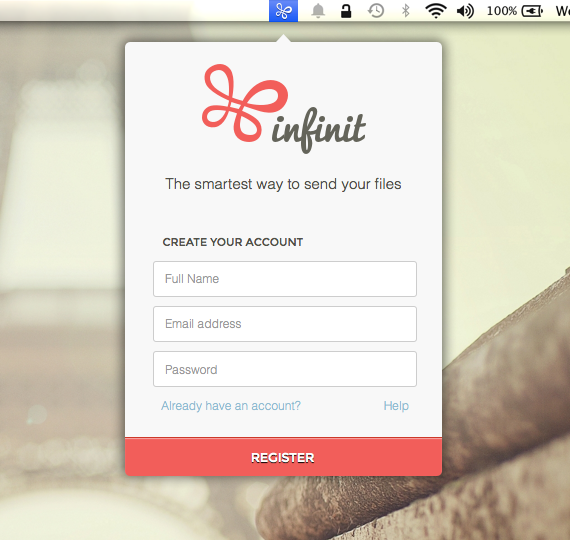 100%
infinit
The smartest way to send your files
CREATE YOUR ACCOUNT
Full Name
Email address
Password
Already have an account? Help
REGISTER